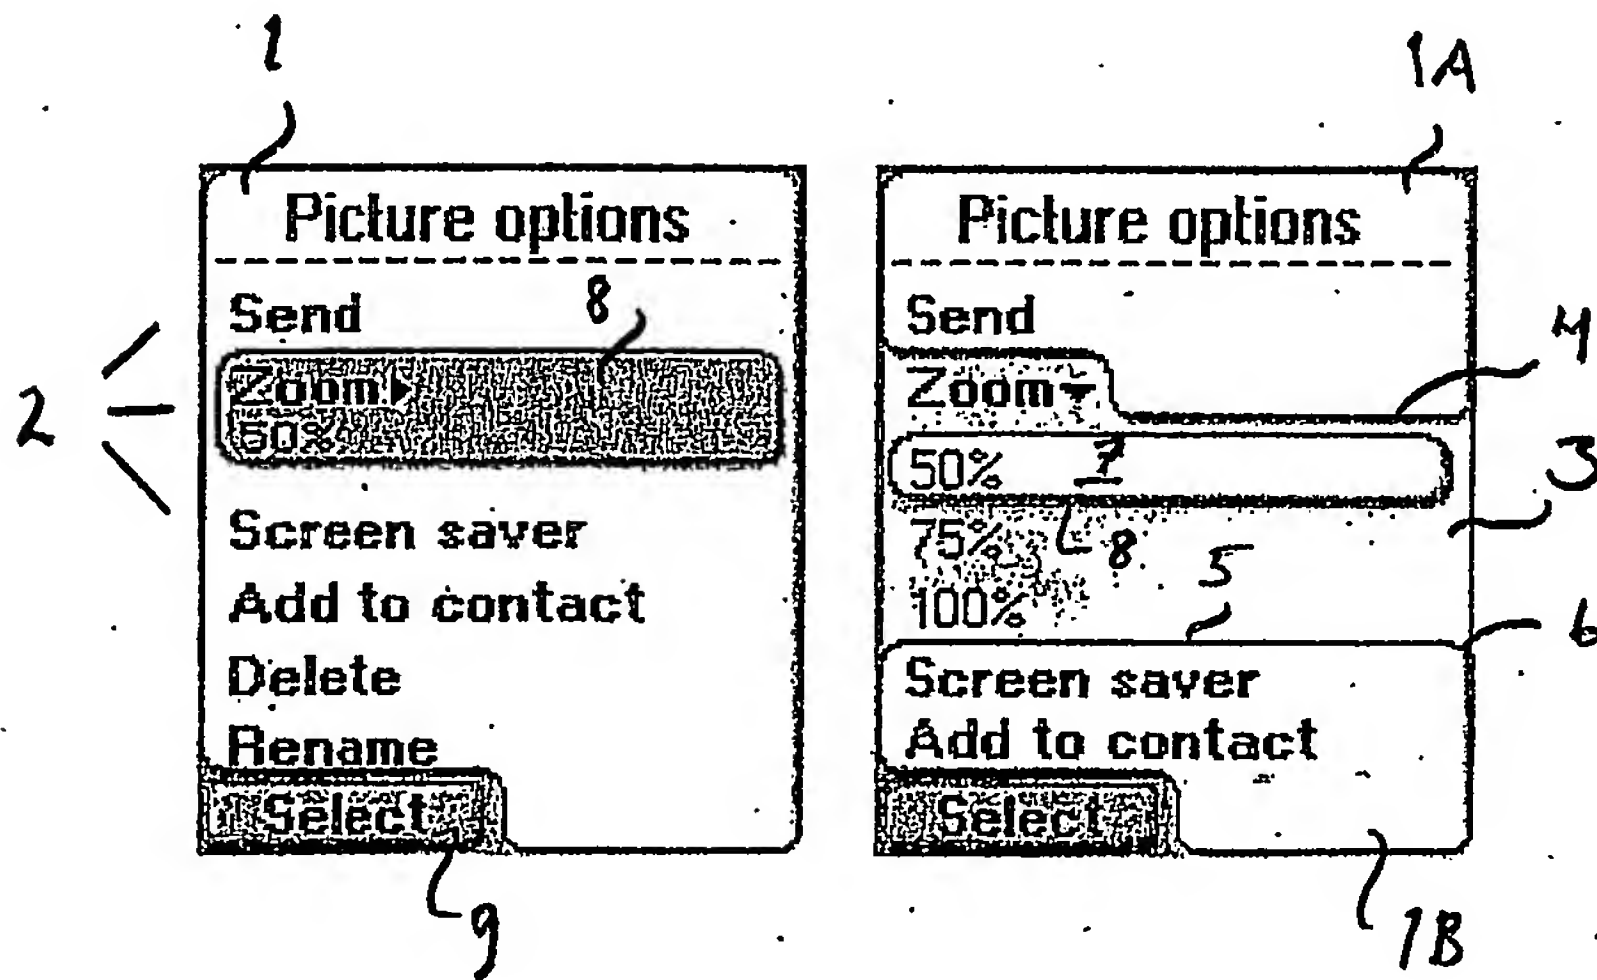 1
1A
Picture options
Send
8
Zoom
50%
2
Screen saver
Add to contact
Delete
Rename
Select
9
Picture options
Send
4
Zoom
50%
7
3
75%
8
5
100%
6
Screen saver
Add to contact
Select
1B